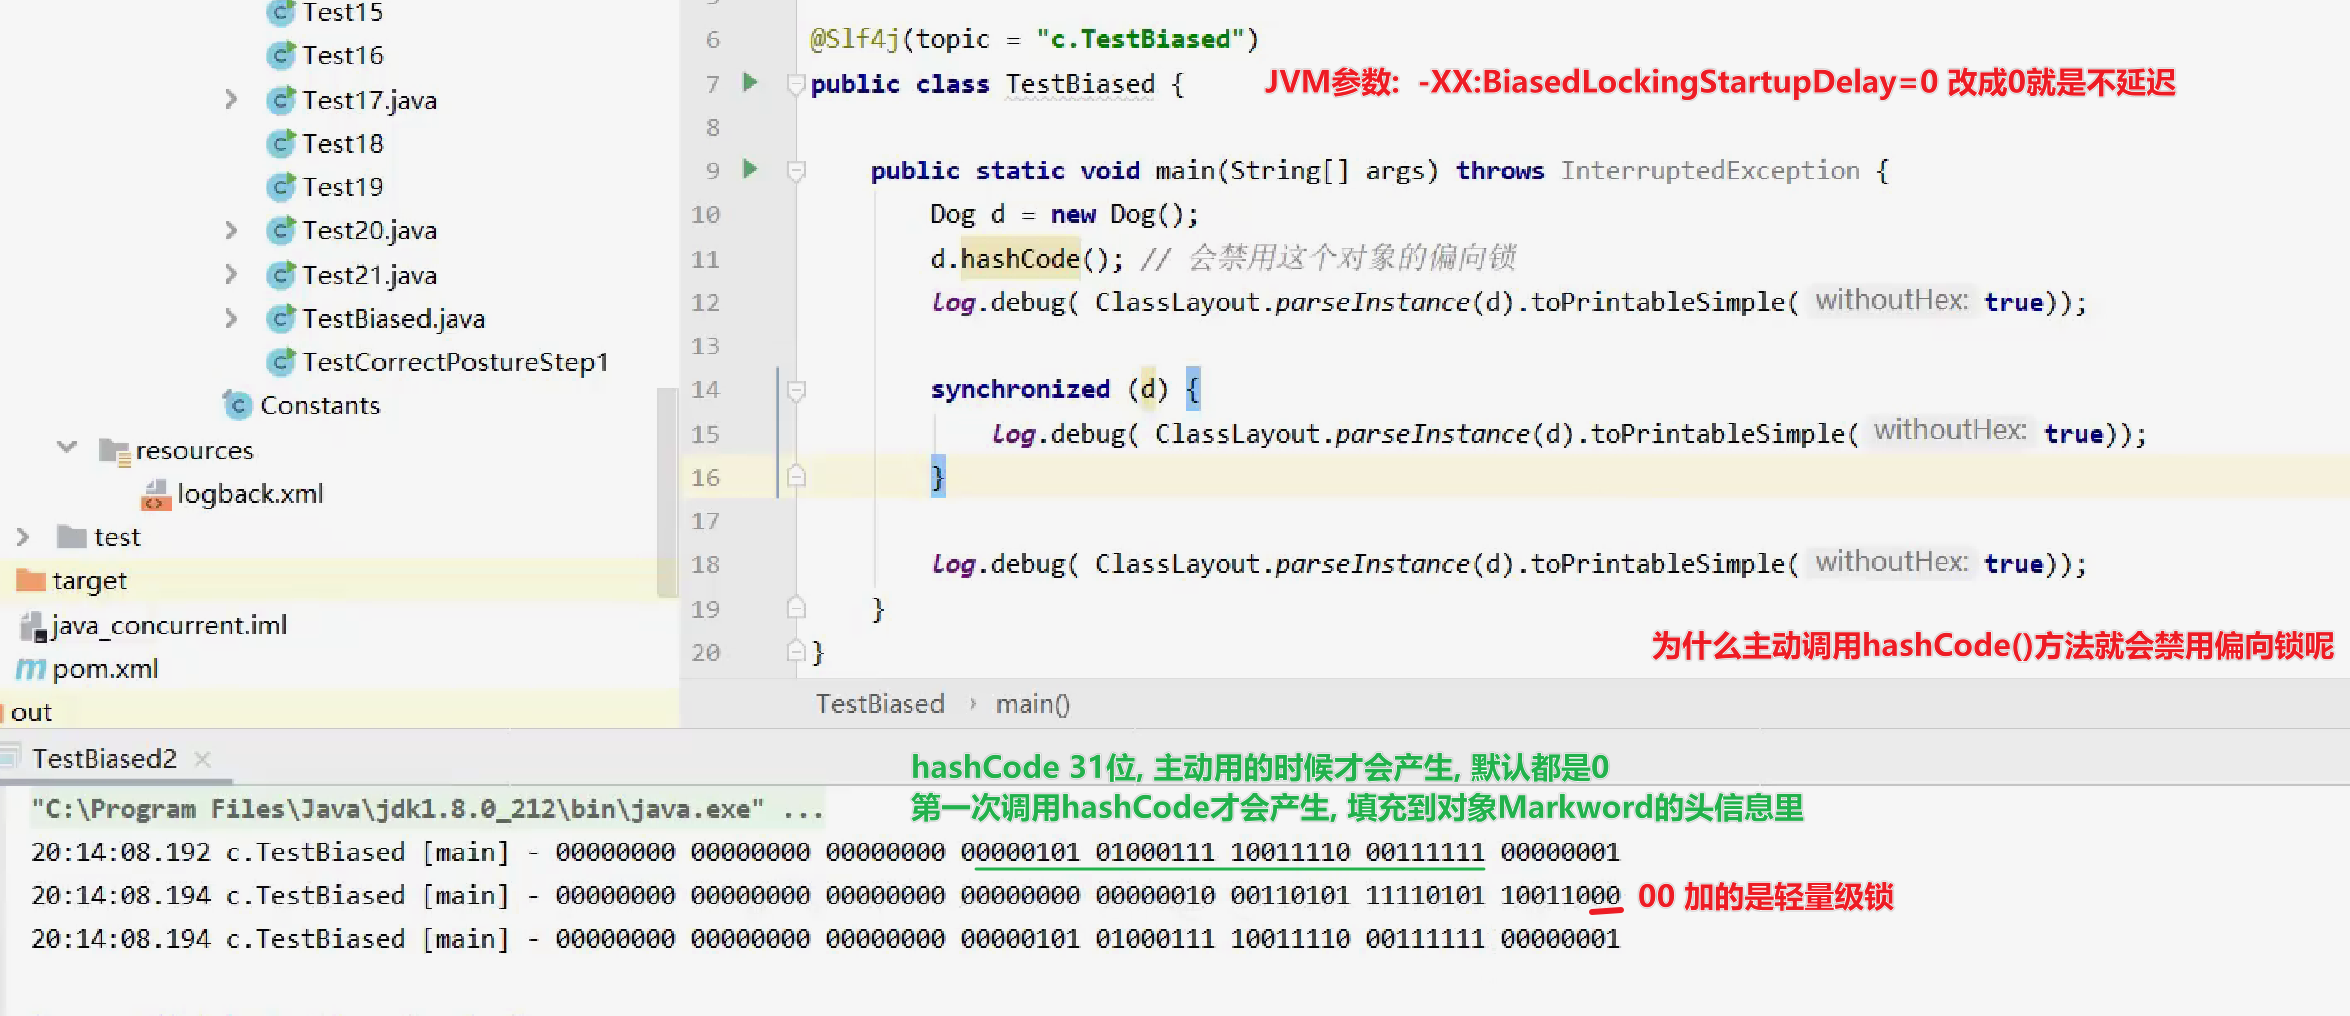 Test15
Test16
Test17.java
Test18
Test19
Test20.java
Test21.java
TestBiased.java
TestCorrectPostureStep1
Constants
resources
logback.xml
test
target
java_concurrent.iml
pom.xml
out
6 @Slf4j(topic = "c.TestBiased")
7 public class TestBiased {
JVM参数: -XX:BiasedLockingStartupDelay=0 改成0就是不延迟
8
9 public static void main(String[] args) throws InterruptedException {
10 Dog d = new Dog();
11 d.hashCode(); // 会禁用这个对象的偏向锁
12 log.debug( ClassLayout.parseInstance(d).toPrintableSimple( withoutHex: true));
13
14 synchronized (d) {
15 log.debug( ClassLayout.parseInstance(d).toPrintableSimple( withoutHex: true));
16 }
17
18 log.debug( ClassLayout.parseInstance(d).toPrintableSimple( withoutHex: true));
19 }
20 }
为什么主动调用hashCode()方法就会禁用偏向锁呢
TestBiased › main()
TestBiased2 ×
hashCode 31位, 主动用的时候才会产生, 默认都是0
第一次调用hashCode才会产生, 填充到对象Markword的头信息里
"C:\Program Files\Java\jdk1.8.0_212\bin\java.exe" ...
20:14:08.192 c.TestBiased [main] - 00000000 00000000 00000000 00000101 01000111 10011110 00111111 00000001
20:14:08.194 c.TestBiased [main] - 00000000 00000000 00000000 00000000 00000010 00110101 11110101 10011000
00 加的是轻量级锁
20:14:08.194 c.TestBiased [main] - 00000000 00000000 00000000 00000101 01000111 10011110 00111111 00000001